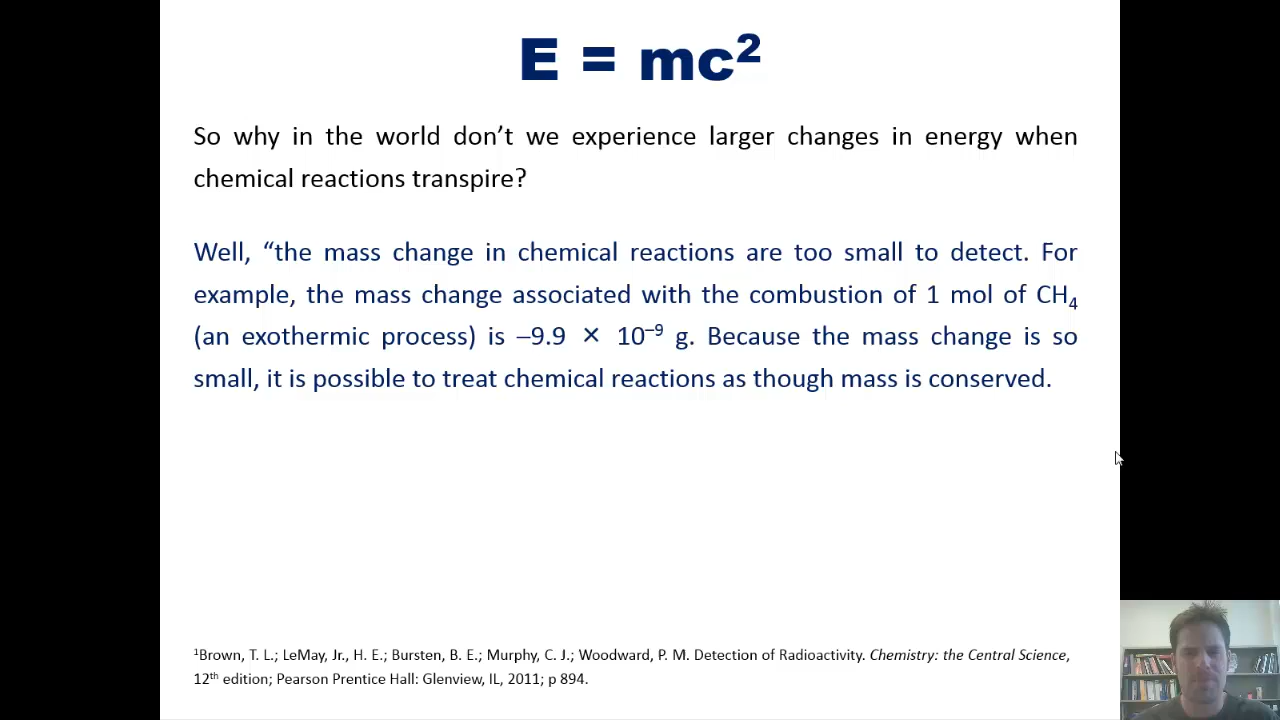 E = mc²
So why in the world don’t we experience larger changes in energy when
chemical reactions transpire?
Well, “the mass change in chemical reactions are too small to detect. For
example, the mass change associated with the combustion of 1 mol of CH₄
(an exothermic process) is –9.9 × 10⁻⁹ g. Because the mass change is so
small, it is possible to treat chemical reactions as though mass is conserved.
¹Brown, T. L.; LeMay, Jr., H. E.; Bursten, B. E.; Murphy, C. J.; Woodward, P. M. Detection of Radioactivity. Chemistry: the Central Science,
12ᵗʰ edition; Pearson Prentice Hall: Glenview, IL, 2011; p 894.